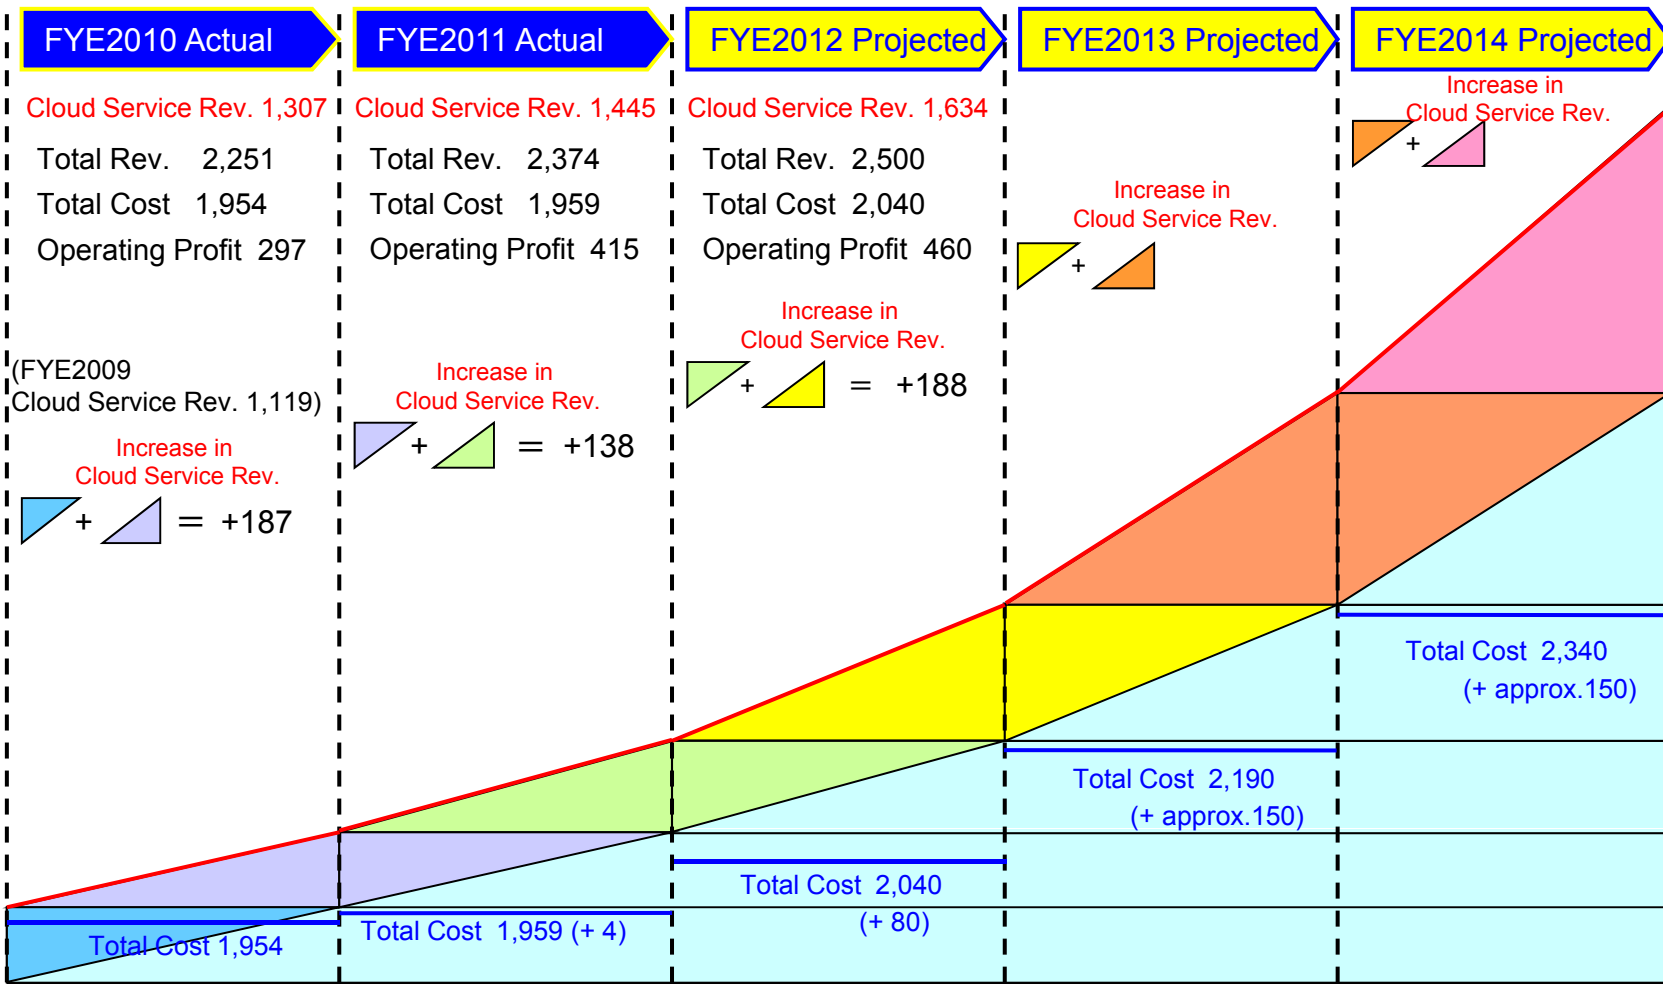 FYE2010 Actual
Cloud Service Rev. 1,307
Total Rev. 2,251
Total Cost 1,954
Operating Profit 297
(FYE2009
Cloud Service Rev. 1,119)
Increase in
Cloud Service Rev.
+ = +187
Total Cost 1,954
FYE2011 Actual
Cloud Service Rev. 1,445
Total Rev. 2,374
Total Cost 1,959
Operating Profit 415
Increase in
Cloud Service Rev.
+ = +138
Total Cost 1,959 (+ 4)
FYE2012 Projected
Cloud Service Rev. 1,634
Total Rev. 2,500
Total Cost 2,040
Operating Profit 460
Increase in
Cloud Service Rev.
+ = +188
Total Cost 2,040
(+ 80)
FYE2013 Projected
Increase in
Cloud Service Rev.
+
Total Cost 2,190
(+ approx.150)
FYE2014 Projected
Increase in
Cloud Service Rev.
+
Total Cost 2,340
(+ approx.150)